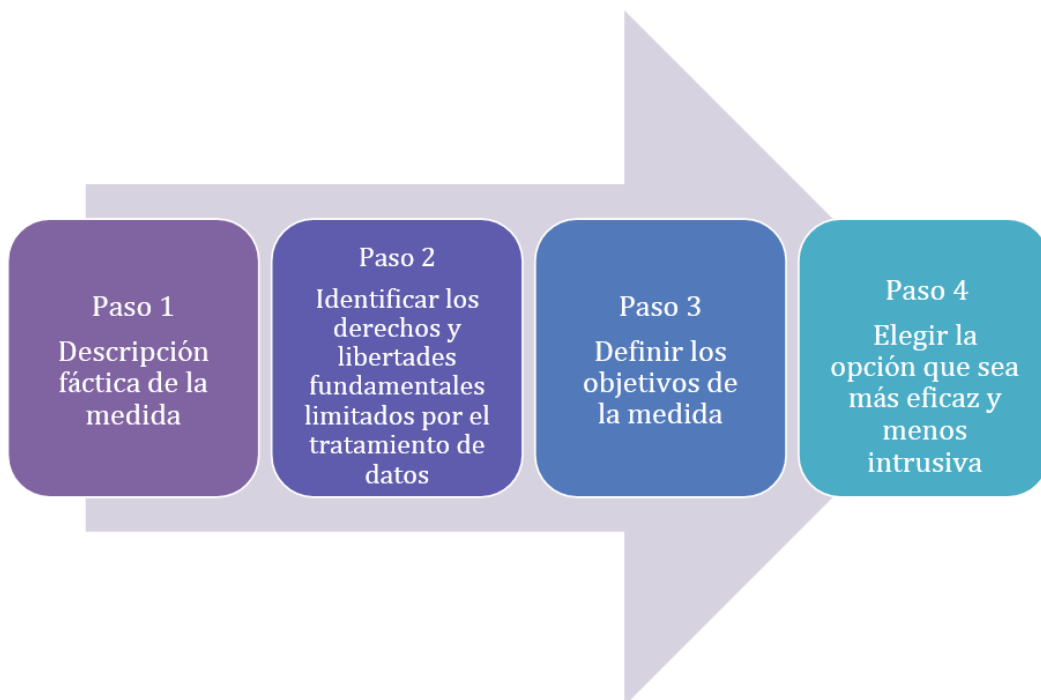 Paso 1
Descripción
fáctica de la
medida
Paso 2
Identificar los
derechos y
libertades
fundamentales
limitados por el
tratamiento de
datos
Paso 3
Definir los
objetivos de
la medida
Paso 4
Elegir la
opción que sea
más eficaz y
menos
intrusiva